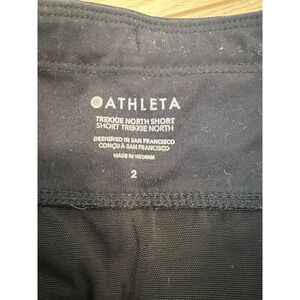 ATHLETA
TREKKIE NORTH SHORT
SHORT TREKKIE NORTH
DESIGNED IN SAN FRANCISCO
CONÇU À SAN FRANCISCO
MADE IN VIETNAM
2